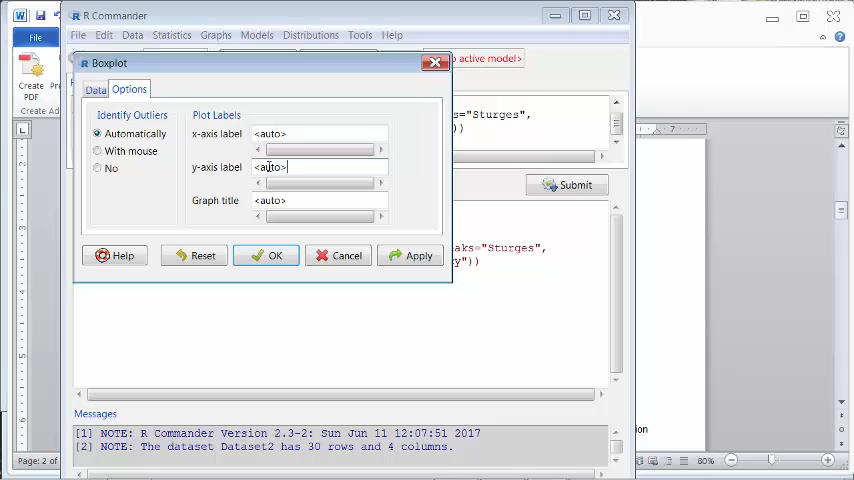 R Commander
File
File Edit Data Statistics Graphs Models Distributions Tools Help
Create
PDF
Create Ad
active model>
Boxplot
Data Options
Identify Outliers
Automatically
With mouse
No
Plot Labels
x-axis label <auto>
y-axis label <auto>
Graph title <auto>
Help Reset OK Cancel Apply
s="Sturges",
))
Submit
aks="Sturges",
y"))
Messages
[1] NOTE: R Commander Version 2.3-2: Sun Jun 11 12:07:51 2017
[2] NOTE: The dataset Dataset2 has 30 rows and 4 columns.
Page: 2 of
80%